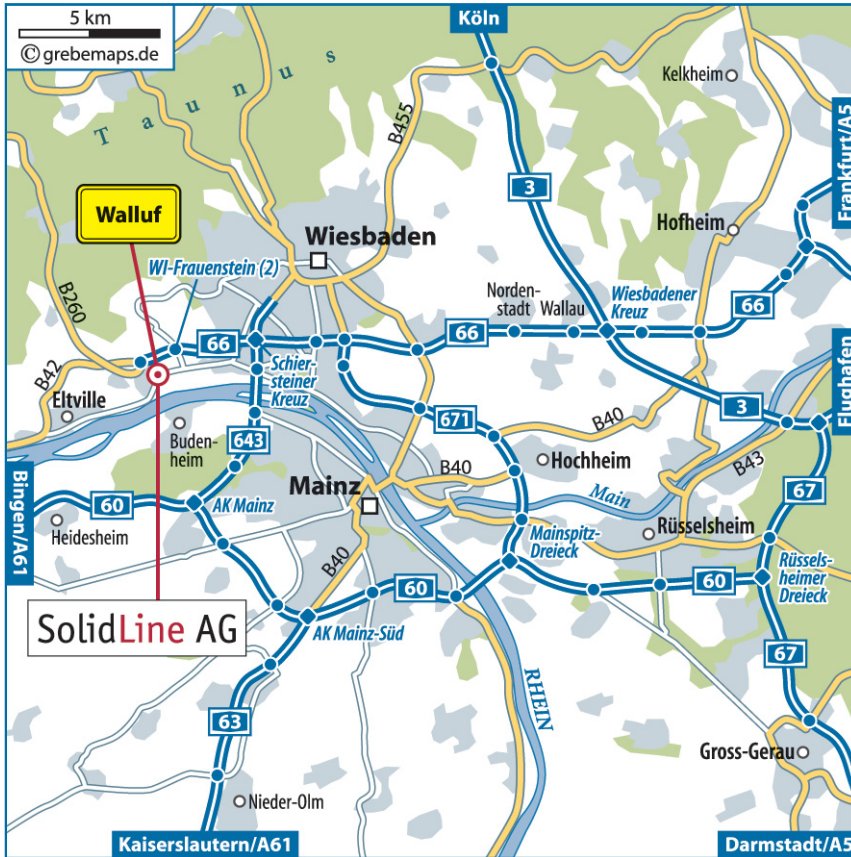 5 km
© grebemaps.de
Köln
Kelkheim
Taunus
B455
Frankfurt/A5
3
Walluf
Hofheim
Wiesbaden
WI-Frauenstein (2)
B260
Norden-
stadt
Wallau
Wiesbadener
Kreuz
66
66
66
B42
Schier-
steiner
Kreuz
Flughafen
Eltville
3
671
B40
Buden-
heim
643
B40
Hochheim
B43
Bingen/A61
Mainz
Main
67
60
AK Mainz
Heidesheim
Mainspitz-
Dreieck
Rüsselsheim
B40
60
60
Rüssels-
heimer
Dreieck
SolidLine AG
AK Mainz-Süd
67
RHEIN
63
Gross-Gerau
Nieder-Olm
Kaiserslautern/A61
Darmstadt/A5